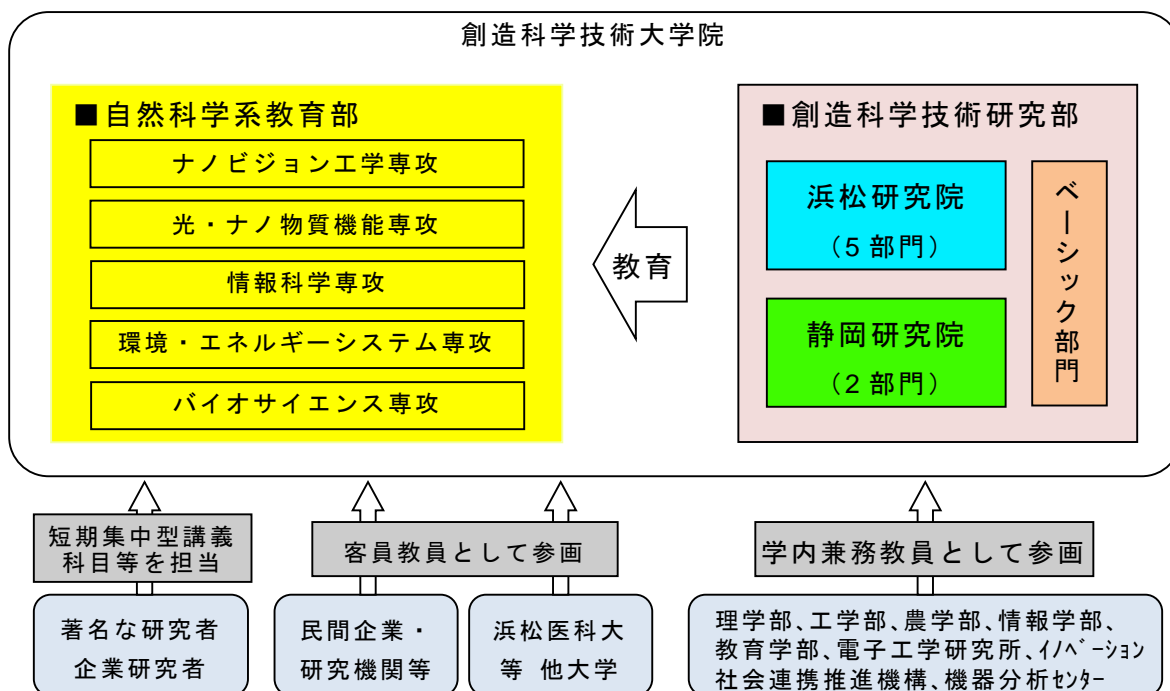 創造科学技術大学院
■自然科学系教育部
ナノビジョン工学専攻
光・ナノ物質機能専攻
情報科学専攻
環境・エネルギーシステム専攻
バイオサイエンス専攻
教育
■創造科学技術研究部
浜松研究院
（5部門）
静岡研究院
（2部門）
ベーシック部門
短期集中型講義
科目等を担当
客員教員として参画
学内兼務教員として参画
著名な研究者
企業研究者
民間企業・
研究機関等
浜松医科大
等 他大学
理学部、工学部、農学部、情報学部、
教育学部、電子工学研究所、ｲﾉﾍﾞｰｼｮﾝ
社会連携推進機構、機器分析ｾﾝﾀｰ